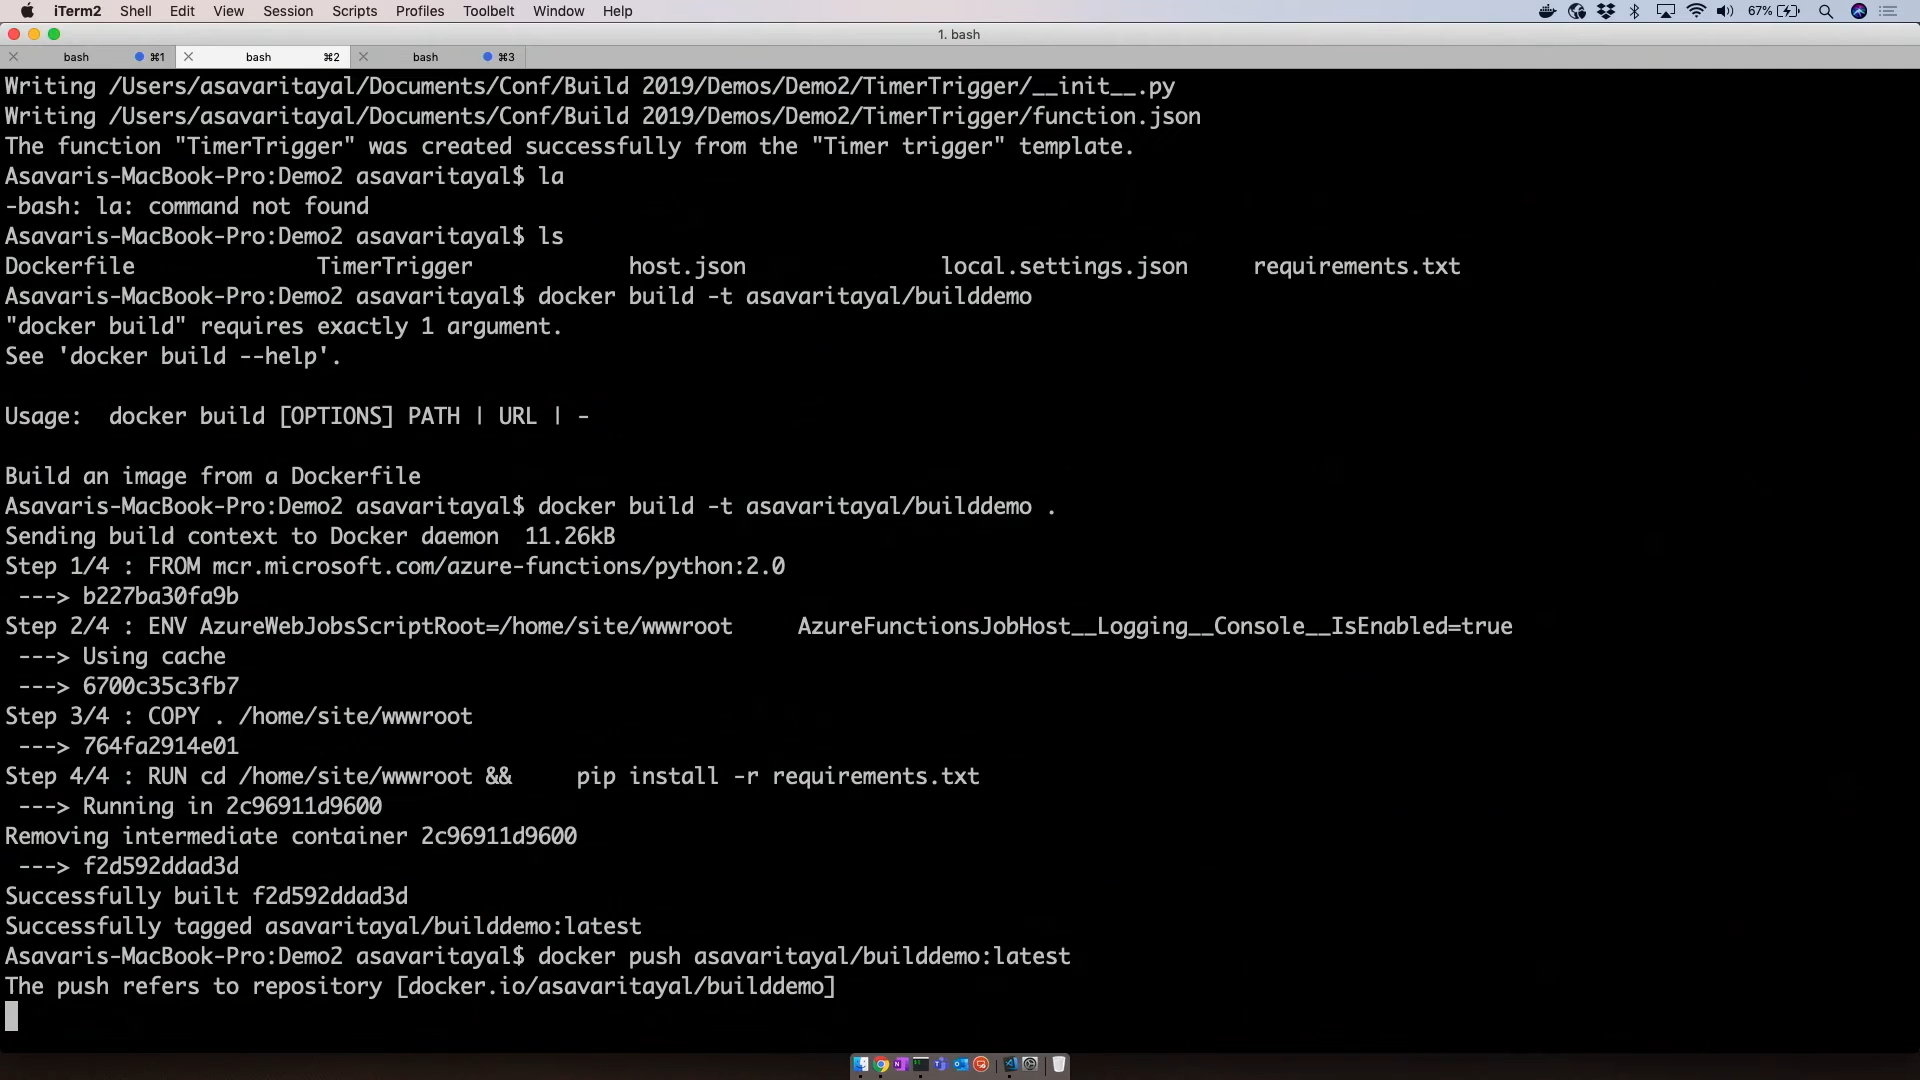 iTerm2 Shell Edit View Session Scripts Profiles Toolbelt Window Help 67%
1. bash
bash ⌘1 bash ⌘2 bash ⌘3
Writing /Users/asavaritayal/Documents/Conf/Build 2019/Demos/Demo2/TimerTrigger/__init__.py
Writing /Users/asavaritayal/Documents/Conf/Build 2019/Demos/Demo2/TimerTrigger/function.json
The function "TimerTrigger" was created successfully from the "Timer trigger" template.
Asavaris-MacBook-Pro:Demo2 asavaritayal$ la
-bash: la: command not found
Asavaris-MacBook-Pro:Demo2 asavaritayal$ ls
Dockerfile TimerTrigger host.json local.settings.json requirements.txt
Asavaris-MacBook-Pro:Demo2 asavaritayal$ docker build -t asavaritayal/builddemo
"docker build" requires exactly 1 argument.
See 'docker build --help'.
Usage: docker build [OPTIONS] PATH | URL | -
Build an image from a Dockerfile
Asavaris-MacBook-Pro:Demo2 asavaritayal$ docker build -t asavaritayal/builddemo .
Sending build context to Docker daemon 11.26kB
Step 1/4 : FROM mcr.microsoft.com/azure-functions/python:2.0
---> b227ba30fa9b
Step 2/4 : ENV AzureWebJobsScriptRoot=/home/site/wwwroot AzureFunctionsJobHost__Logging__Console__IsEnabled=true
---> Using cache
---> 6700c35c3fb7
Step 3/4 : COPY . /home/site/wwwroot
---> 764fa2914e01
Step 4/4 : RUN cd /home/site/wwwroot && pip install -r requirements.txt
---> Running in 2c96911d9600
Removing intermediate container 2c96911d9600
---> f2d592ddad3d
Successfully built f2d592ddad3d
Successfully tagged asavaritayal/builddemo:latest
Asavaris-MacBook-Pro:Demo2 asavaritayal$ docker push asavaritayal/builddemo:latest
The push refers to repository [docker.io/asavaritayal/builddemo]